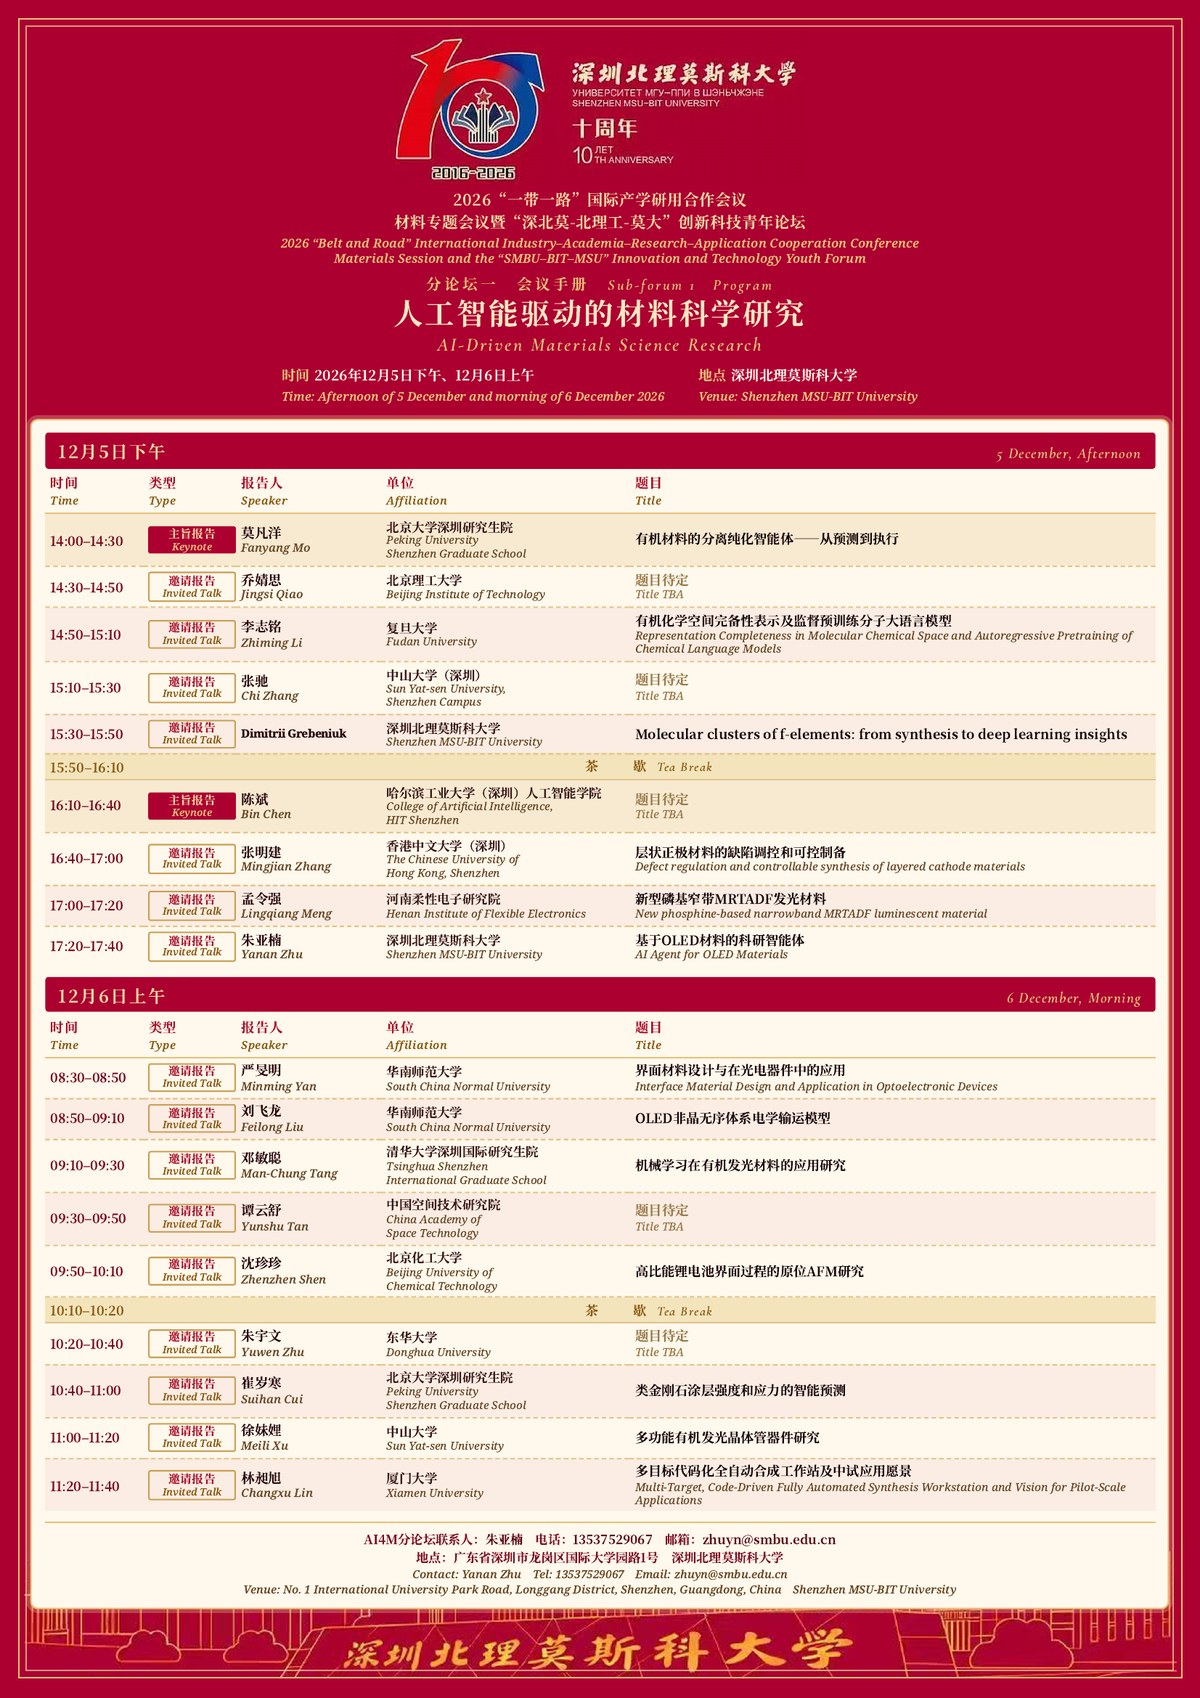 深圳北理莫斯科大学
УНИВЕРСИТЕТ МГУ-ППИ В ШЭНЬЧЖЭНЕ
SHENZHEN MSU-BIT UNIVERSITY
十周年
10 ЛЕТ
TH ANNIVERSARY
2016-2026
2026“一带一路”国际产学研用合作会议
材料专题会议暨“深北莫-北理工-莫大”创新科技青年论坛
2026 “Belt and Road” International Industry–Academia–Research–Application Cooperation Conference
Materials Session and the “SMBU–BIT–MSU” Innovation and Technology Youth Forum
分论坛一 会议手册 Sub-forum 1 Program
人工智能驱动的材料科学研究
AI-Driven Materials Science Research
时间 2026年12月5日下午、12月6日上午 地点 深圳北理莫斯科大学
Time: Afternoon of 5 December and morning of 6 December 2026 Venue: Shenzhen MSU-BIT University
12月5日下午 5 December, Afternoon
时间 类型 报告人 单位 题目
Time Type Speaker Affiliation Title
14:00–14:30
主旨报告
Keynote
莫凡洋
Fanyang Mo
北京大学深圳研究生院
Peking University
Shenzhen Graduate School
有机材料的分离纯化智能体——从预测到执行
14:30–14:50
邀请报告
Invited Talk
乔婧思
Jingsi Qiao
北京理工大学
Beijing Institute of Technology
题目待定
Title TBA
14:50–15:10
邀请报告
Invited Talk
李志铭
Zhiming Li
复旦大学
Fudan University
有机化学空间完备性表示及监督预训练分子大语言模型
Representation Completeness in Molecular Chemical Space and Autoregressive Pretraining of
Chemical Language Models
15:10–15:30
邀请报告
Invited Talk
张驰
Chi Zhang
中山大学（深圳）
Sun Yat-sen University,
Shenzhen Campus
题目待定
Title TBA
15:30–15:50
邀请报告
Invited Talk
Dimitrii Grebeniuk
深圳北理莫斯科大学
Shenzhen MSU-BIT University
Molecular clusters of f-elements: from synthesis to deep learning insights
15:50–16:10 茶 歇 Tea Break
16:10–16:40
主旨报告
Keynote
陈斌
Bin Chen
哈尔滨工业大学（深圳）人工智能学院
College of Artificial Intelligence,
HIT Shenzhen
题目待定
Title TBA
16:40–17:00
邀请报告
Invited Talk
张明建
Mingjian Zhang
香港中文大学（深圳）
The Chinese University of
Hong Kong, Shenzhen
层状正极材料的缺陷调控和可控制备
Defect regulation and controllable synthesis of layered cathode materials
17:00–17:20
邀请报告
Invited Talk
孟令强
Lingqiang Meng
河南柔性电子研究院
Henan Institute of Flexible Electronics
新型磷基窄带MRTADF发光材料
New phosphine-based narrowband MRTADF luminescent material
17:20–17:40
邀请报告
Invited Talk
朱亚楠
Yanan Zhu
深圳北理莫斯科大学
Shenzhen MSU-BIT University
基于OLED材料的科研智能体
AI Agent for OLED Materials
12月6日上午 6 December, Morning
时间 类型 报告人 单位 题目
Time Type Speaker Affiliation Title
08:30–08:50
邀请报告
Invited Talk
严旻明
Minming Yan
华南师范大学
South China Normal University
界面材料设计与在光电器件中的应用
Interface Material Design and Application in Optoelectronic Devices
08:50–09:10
邀请报告
Invited Talk
刘飞龙
Feilong Liu
华南师范大学
South China Normal University
OLED非晶无序体系电学输运模型
09:10–09:30
邀请报告
Invited Talk
邓敏聪
Man-Chung Tang
清华大学深圳国际研究生院
Tsinghua Shenzhen
International Graduate School
机械学习在有机发光材料的应用研究
09:30–09:50
邀请报告
Invited Talk
谭云舒
Yunshu Tan
中国空间技术研究院
China Academy of
Space Technology
题目待定
Title TBA
09:50–10:10
邀请报告
Invited Talk
沈珍珍
Zhenzhen Shen
北京化工大学
Beijing University of
Chemical Technology
高比能锂电池界面过程的原位AFM研究
10:10–10:20 茶 歇 Tea Break
10:20–10:40
邀请报告
Invited Talk
朱宇文
Yuwen Zhu
东华大学
Donghua University
题目待定
Title TBA
10:40–11:00
邀请报告
Invited Talk
崔岁寒
Suihan Cui
北京大学深圳研究生院
Peking University
Shenzhen Graduate School
类金刚石涂层强度和应力的智能预测
11:00–11:20
邀请报告
Invited Talk
徐妹娌
Meili Xu
中山大学
Sun Yat-sen University
多功能有机发光晶体管器件研究
11:20–11:40
邀请报告
Invited Talk
林昶旭
Changxu Lin
厦门大学
Xiamen University
多目标代码化全自动合成工作站及中试应用愿景
Multi-Target, Code-Driven Fully Automated Synthesis Workstation and Vision for Pilot-Scale
Applications
AI4M分论坛联系人：朱亚楠 电话：13537529067 邮箱：zhuyn@smbu.edu.cn
地点：广东省深圳市龙岗区国际大学园路1号 深圳北理莫斯科大学
Contact: Yanan Zhu Tel: 13537529067 Email: zhuyn@smbu.edu.cn
Venue: No. 1 International University Park Road, Longgang District, Shenzhen, Guangdong, China Shenzhen MSU-BIT University
深圳北理莫斯科大学